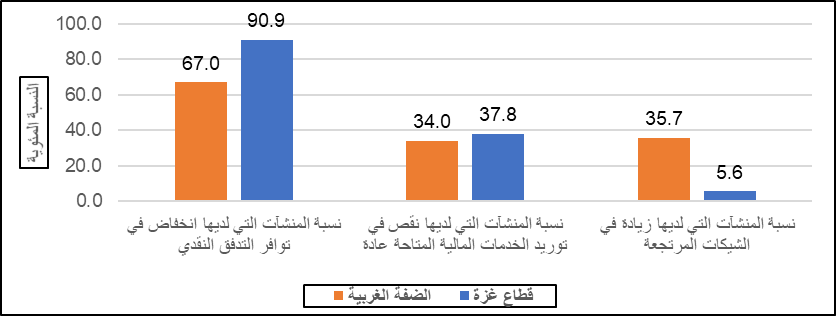 100.0
80.0
60.0
40.0
20.0
0.0
النسبة المئوية
67.0
90.9
34.0
37.8
35.7
5.6
نسبة المنشآت التي لديها انخفاض في
توافر التدفق النقدي
نسبة المنشآت التي لديها نقص في
توريد الخدمات المالية المتاحة عادة
نسبة المنشآت التي لديها زيادة في
الشيكات المرتجعة
الضفة الغربية
قطاع غزة